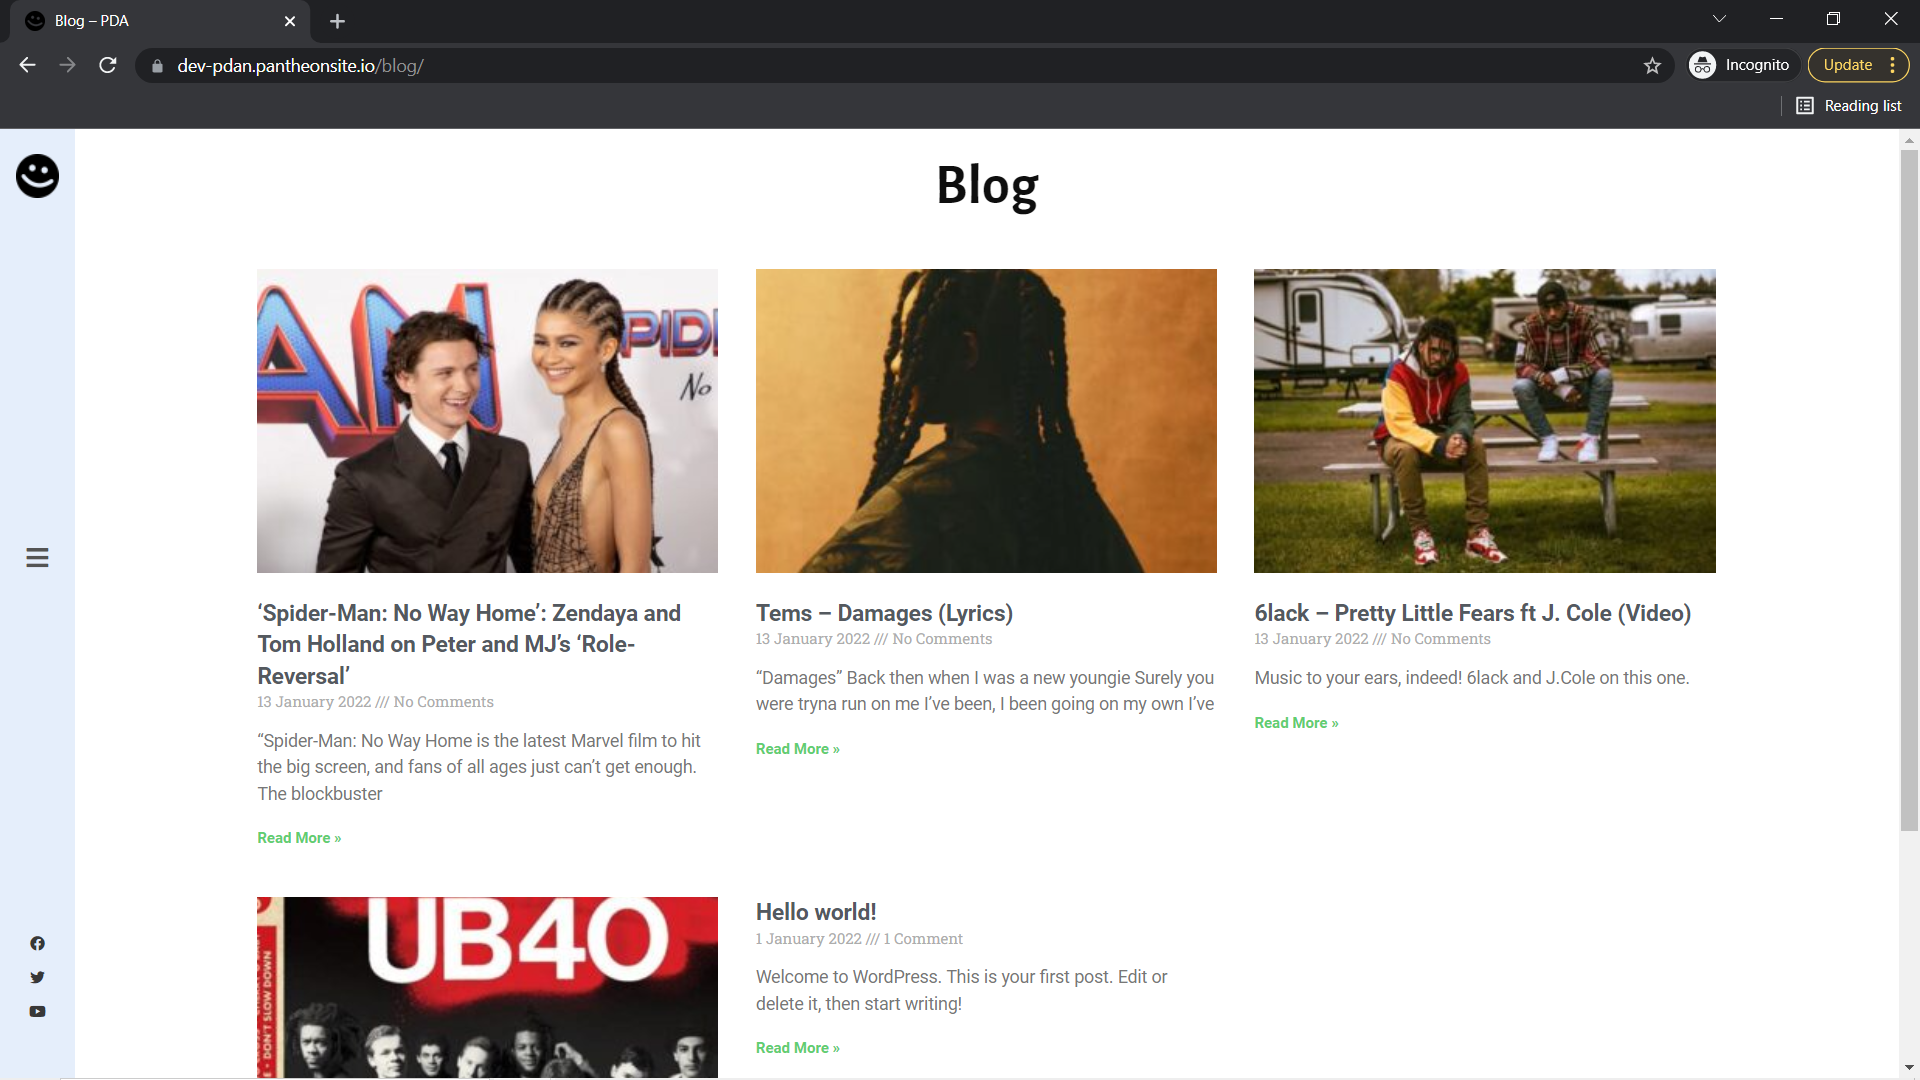 Blog – PDA
dev-pdan.pantheonsite.io/blog/
Incognito
Update
Reading list
Blog
AN
PID
No
‘Spider-Man: No Way Home’: Zendaya and
Tom Holland on Peter and MJ’s ‘Role-
Reversal’
13 January 2022 /// No Comments
“Spider-Man: No Way Home is the latest Marvel film to hit
the big screen, and fans of all ages just can’t get enough.
The blockbuster
Read More »
Tems – Damages (Lyrics)
13 January 2022 /// No Comments
“Damages” Back then when I was a new youngie Surely you
were tryna run on me I’ve been, I been going on my own I’ve
Read More »
6lack – Pretty Little Fears ft J. Cole (Video)
13 January 2022 /// No Comments
Music to your ears, indeed! 6lack and J.Cole on this one.
Read More »
UB40
DON'T SLOW DOWN
Hello world!
1 January 2022 /// 1 Comment
Welcome to WordPress. This is your first post. Edit or
delete it, then start writing!
Read More »